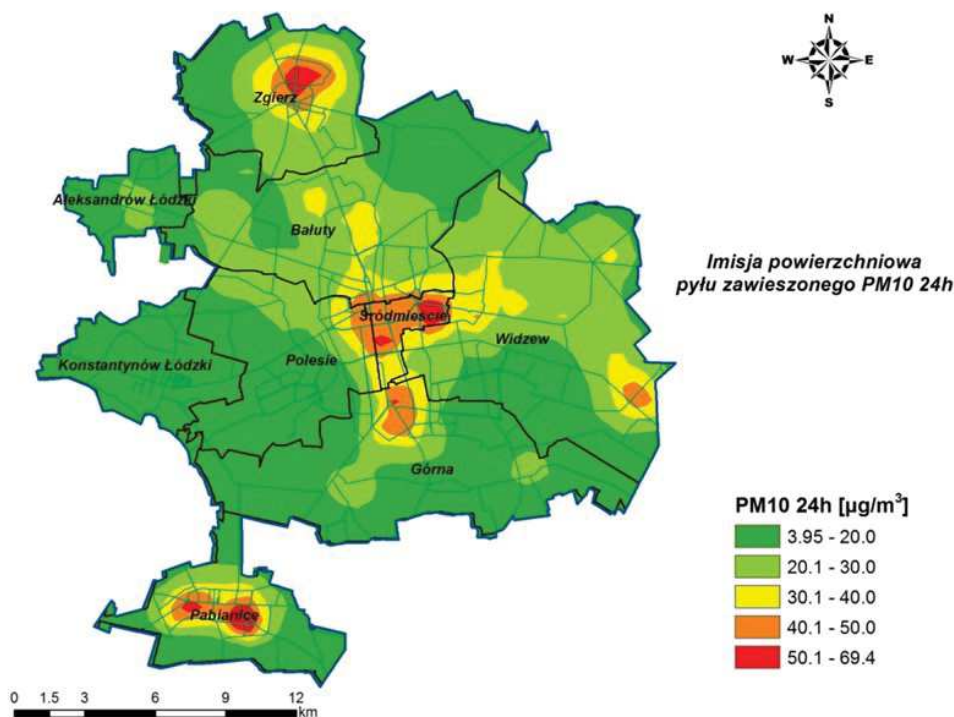 N
W E
S
Zgierz
Aleksandrów Łódzki
Bałuty
Imisja powierzchniowa
pyłu zawieszonego PM10 24h
Śródmieście
Widzew
Polesie
Konstantynów Łódzki
Górna
PM10 24h [µg/m³]
3.95 - 20.0
20.1 - 30.0
30.1 - 40.0
40.1 - 50.0
50.1 - 69.4
Pabianice
0 1.5 3 6 9 12
km